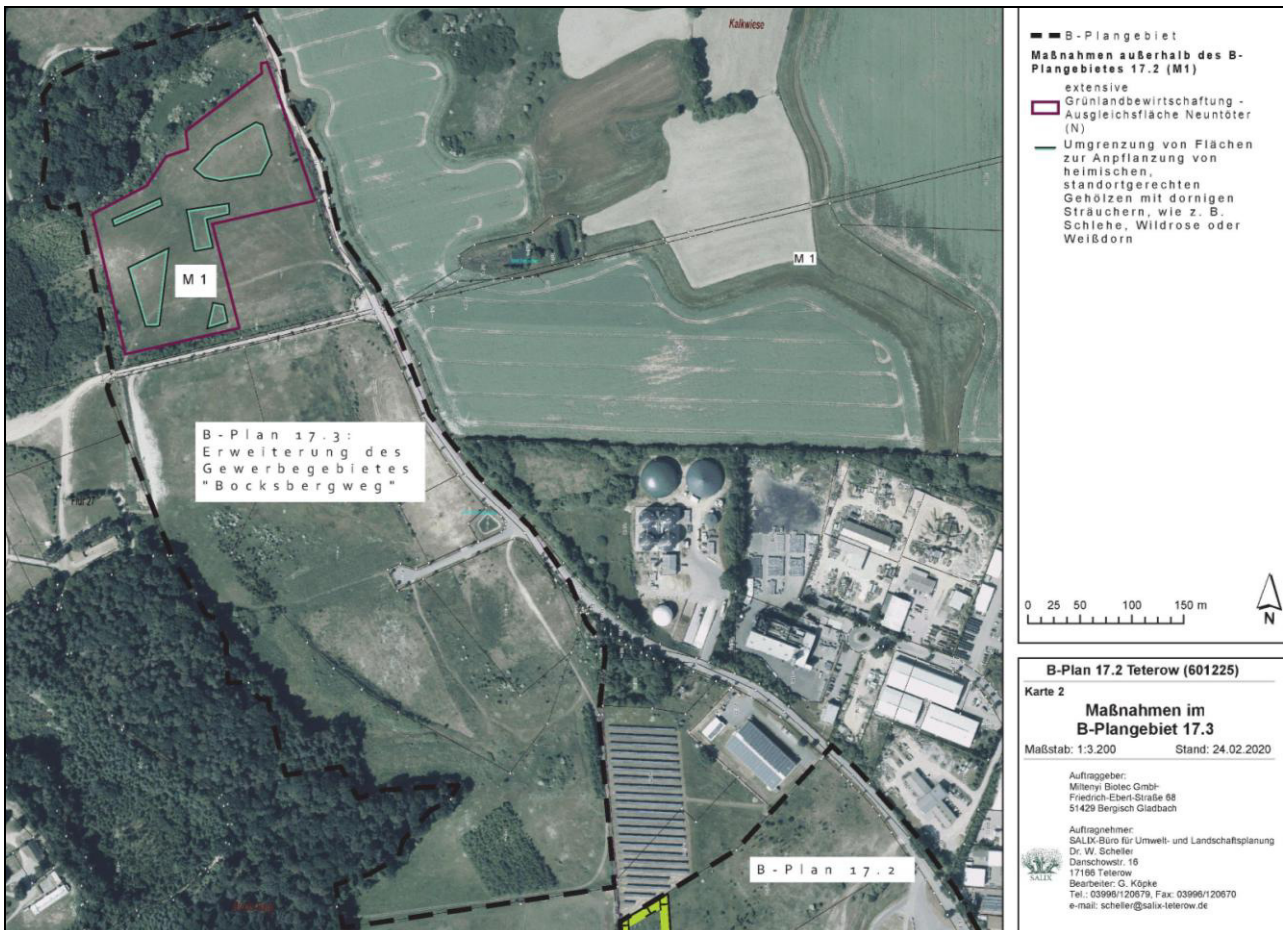 Kalkwiese
M 1
M 1
B-Plan 17.3:
Erweiterung des
Gewerbegebietes
"Bocksbergweg"
B-Plan 17.2
B-Plangebiet
Maßnahmen außerhalb des B-
Plangebietes 17.2 (M1)
extensive
Grünlandbewirtschaftung -
Ausgleichsfläche Neuntöter
(N)
Umgrenzung von Flächen
zur Anpflanzung von
heimischen,
standortgerechten
Gehölzen mit dornigen
Sträuchern, wie z. B.
Schlehe, Wildrose oder
Weißdorn
0 25 50 100 150 m
N
B-Plan 17.2 Teterow (601225)
Karte 2
Maßnahmen im
B-Plangebiet 17.3
Maßstab: 1:3.200 Stand: 24.02.2020
Auftraggeber:
Miltenyi Biotec GmbH
Friedrich-Ebert-Straße 68
51429 Bergisch Gladbach
Auftragnehmer:
SALIX-Büro für Umwelt- und Landschaftsplanung
Dr. W. Scheller
Danschowstr. 16
17166 Teterow
Bearbeiter: G. Köpke
Tel.: 03996/120679, Fax: 03996/120670
e-mail: scheller@salix-teterow.de
SALIX